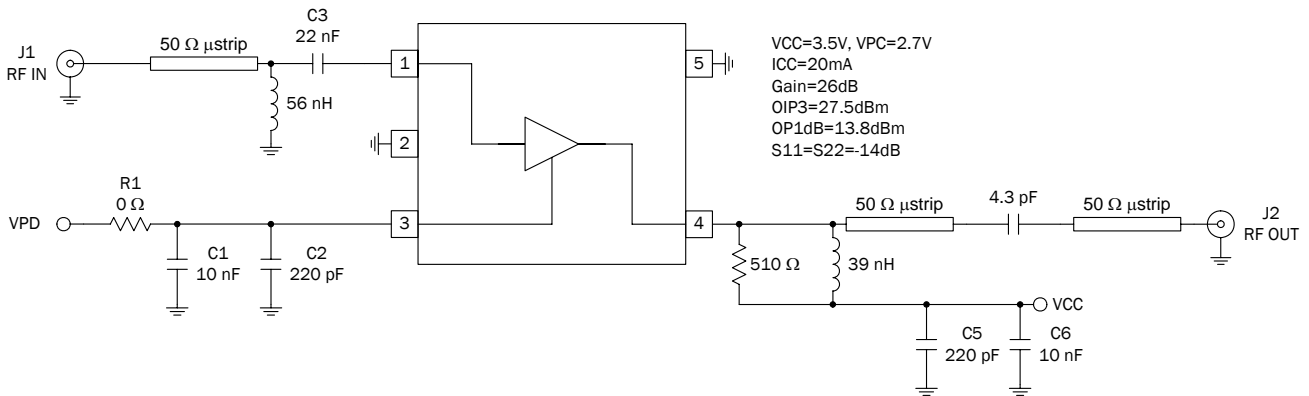 C3
22 nF
J1
RF IN
50 Ω μstrip
56 nH
1
2
3
4
5
VCC=3.5V, VPC=2.7V
ICC=20mA
Gain=26dB
OIP3=27.5dBm
OP1dB=13.8dBm
S11=S22=-14dB
R1
0 Ω
VPD
C1
10 nF
C2
220 pF
50 Ω μstrip
4.3 pF
50 Ω μstrip
J2
RF OUT
510 Ω
39 nH
VCC
C5
220 pF
C6
10 nF